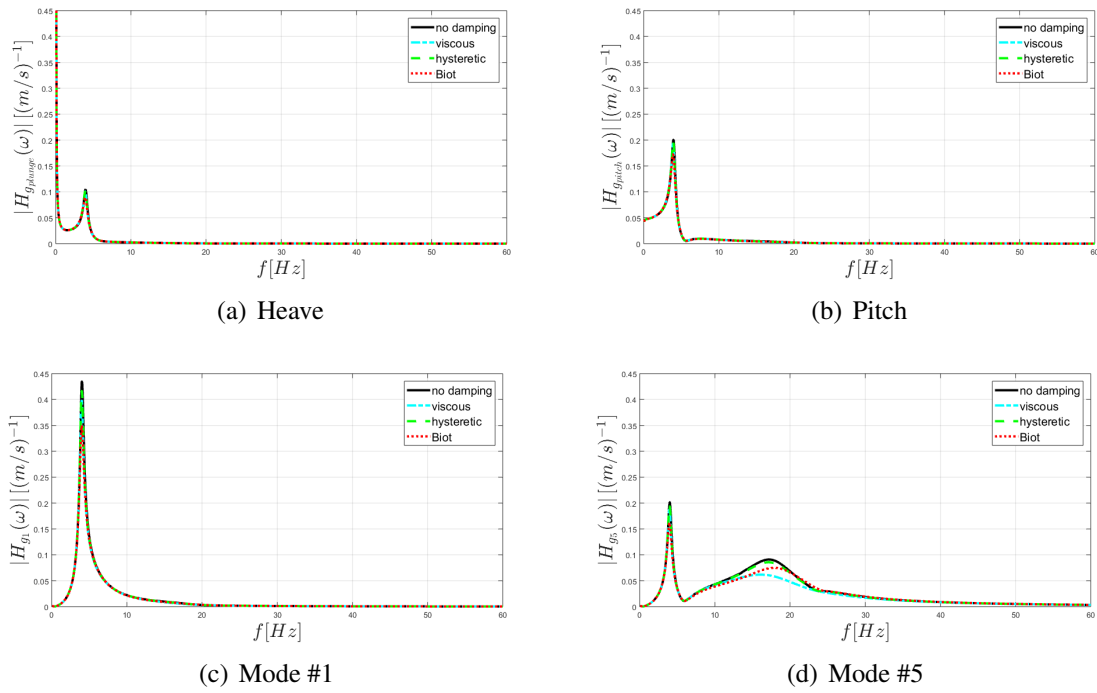 0.45
0.4
0.35
0.3
0.25
0.2
0.15
0.1
0.05
0
10 20 30 40 50 60
|H_{g_{plunge}}(ω)| [(m/s)^{-1}]
f[Hz]
no damping
viscous
hysteretic
Biot
(a) Heave
0.45
0.4
0.35
0.3
0.25
0.2
0.15
0.1
0.05
0
0 10 20 30 40 50 60
|H_{g_{pitch}}(ω)| [(m/s)^{-1}]
f[Hz]
no damping
viscous
hysteretic
Biot
(b) Pitch
0.45
0.4
0.35
0.3
0.25
0.2
0.15
0.1
0.05
0
0 10 20 30 40 50 60
|H_{g_1}(ω)| [(m/s)^{-1}]
f[Hz]
no damping
viscous
hysteretic
Biot
(c) Mode #1
0.45
0.4
0.35
0.3
0.25
0.2
0.15
0.1
0.05
0
0 10 20 30 40 50 60
|H_{g_5}(ω)| [(m/s)^{-1}]
f[Hz]
no damping
viscous
hysteretic
Biot
(d) Mode #5